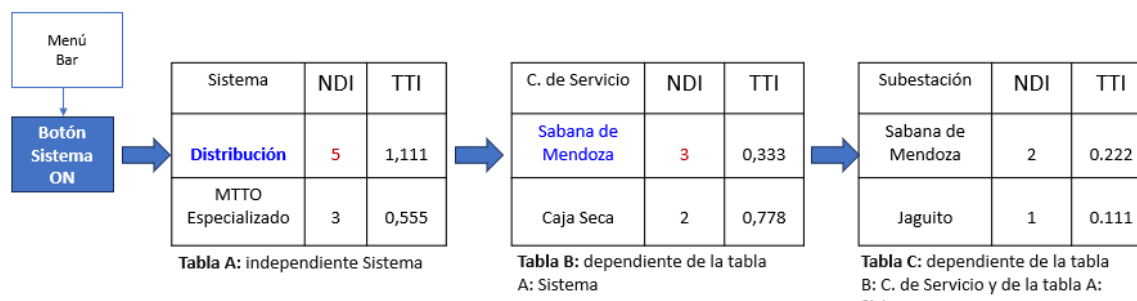 Menú
Bar
Botón
Sistema
ON
Sistema NDI TTI
Distribución 5 1,111
MTTO
Especializado 3 0,555
Tabla A: independiente Sistema
C. de Servicio NDI TTI
Sabana de
Mendoza 3 0,333
Caja Seca 2 0,778
Tabla B: dependiente de la tabla
A: Sistema
Subestación NDI TTI
Sabana de
Mendoza 2 0.222
Jaguito 1 0.111
Tabla C: dependiente de la tabla
B: C. de Servicio y de la tabla A: